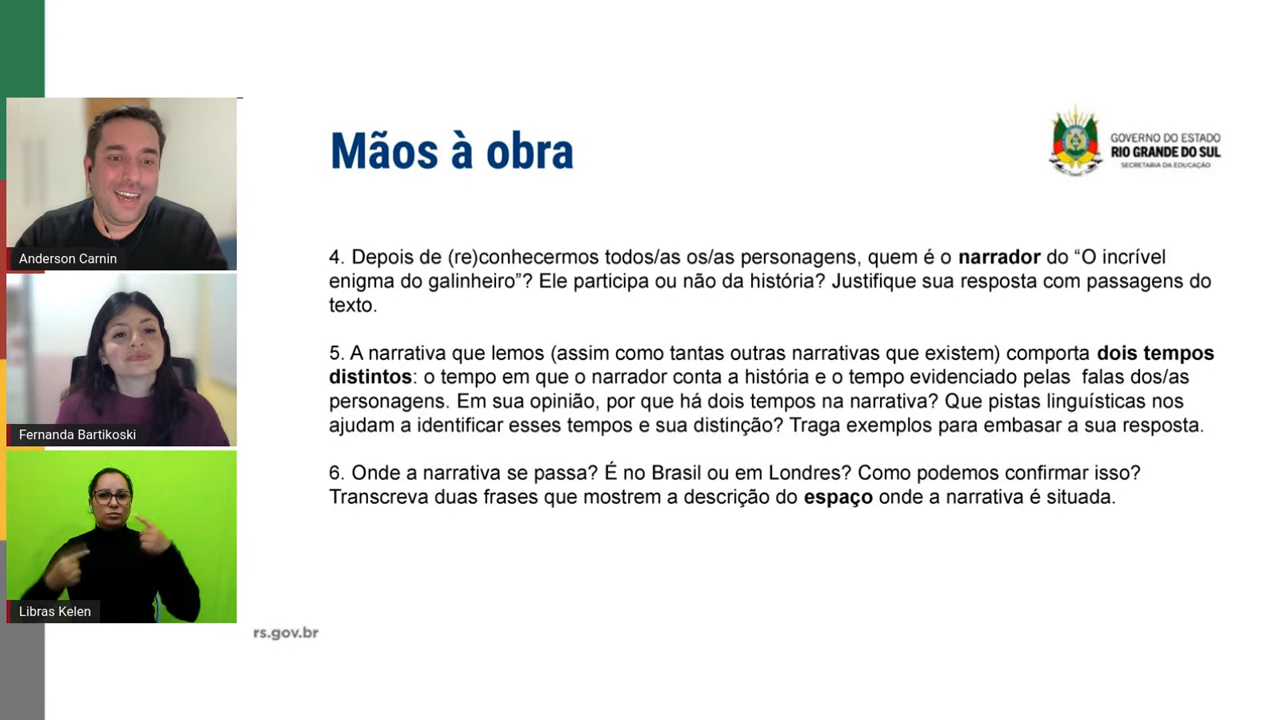 Mãos à obra
GOVERNO DO ESTADO
RIO GRANDE DO SUL
SECRETARIA DA EDUCAÇÃO
Anderson Carnin
Fernanda Bartikoski
Libras Kelen
4. Depois de (re)conhecermos todos/as os/as personagens, quem é o narrador do “O incrível
enigma do galinheiro”? Ele participa ou não da história? Justifique sua resposta com passagens do
texto.
5. A narrativa que lemos (assim como tantas outras narrativas que existem) comporta dois tempos
distintos: o tempo em que o narrador conta a história e o tempo evidenciado pelas falas dos/as
personagens. Em sua opinião, por que há dois tempos na narrativa? Que pistas linguísticas nos
ajudam a identificar esses tempos e sua distinção? Traga exemplos para embasar a sua resposta.
6. Onde a narrativa se passa? É no Brasil ou em Londres? Como podemos confirmar isso?
Transcreva duas frases que mostrem a descrição do espaço onde a narrativa é situada.
rs.gov.br